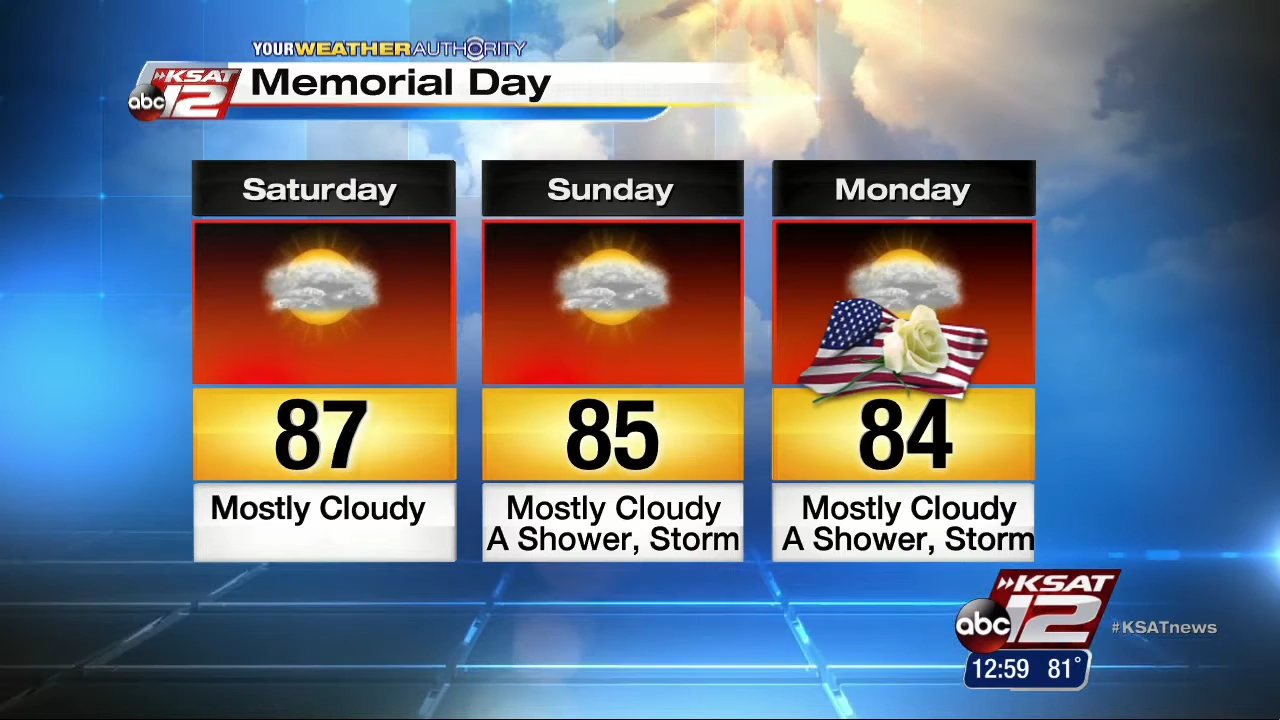 YOURWEATHERAUTHORITY
»KSAT
abc
12
Memorial Day
Saturday
Sunday
Monday
87
85
84
Mostly Cloudy
Mostly Cloudy
A Shower, Storm
Mostly Cloudy
A Shower, Storm
»KSAT
abc
12
#KSATnews
12:59 81°